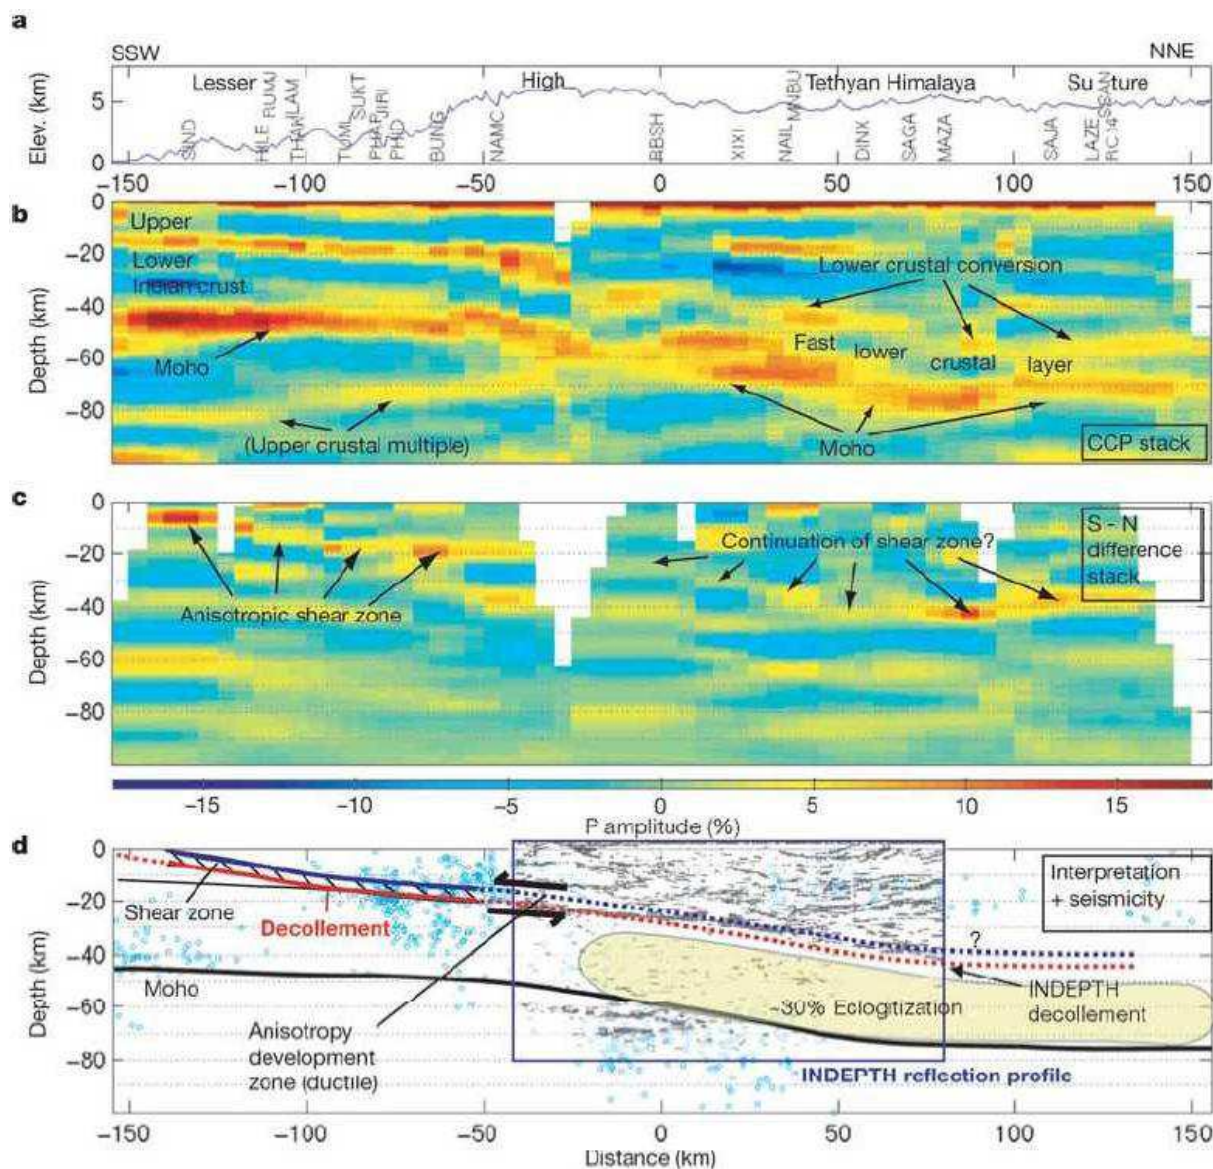 a
SSW
NNE
Lesser
High
Tethyan Himalaya
Su ture
Elev. (km)
5
0
SIND
HILE
RUMJ
ILAM
TUMI
SUKT
JIRI
PHID
BUNG
NAMC
RBSH
XIXI
NAIL
MNBU
DINX
SAGA
MAZA
SAJA
LAZE
RC14
−150
−100
−50
0
50
100
150
b
Depth (km)
0
−20
−40
−60
−80
Upper
Lower
Indian crust
Moho
(Upper crustal multiple)
Lower crustal conversion
Fast
lower
crustal
layer
Moho
CCP stack
c
Depth (km)
0
−20
−40
−60
−80
Anisotropic shear zone
Continuation of shear zone?
S - N
difference
stack
−15
−10
−5
0
5
10
15
P amplitude (%)
d
Depth (km)
0
−20
−40
−60
−80
Shear zone
Decollement
Moho
Anisotropy
development
zone (ductile)
~30% Eclogitization
?
INDEPTH
decollement
INDEPTH reflection profile
Interpretation
+ seismicity
−150
−100
−50
0
50
100
150
Distance (km)